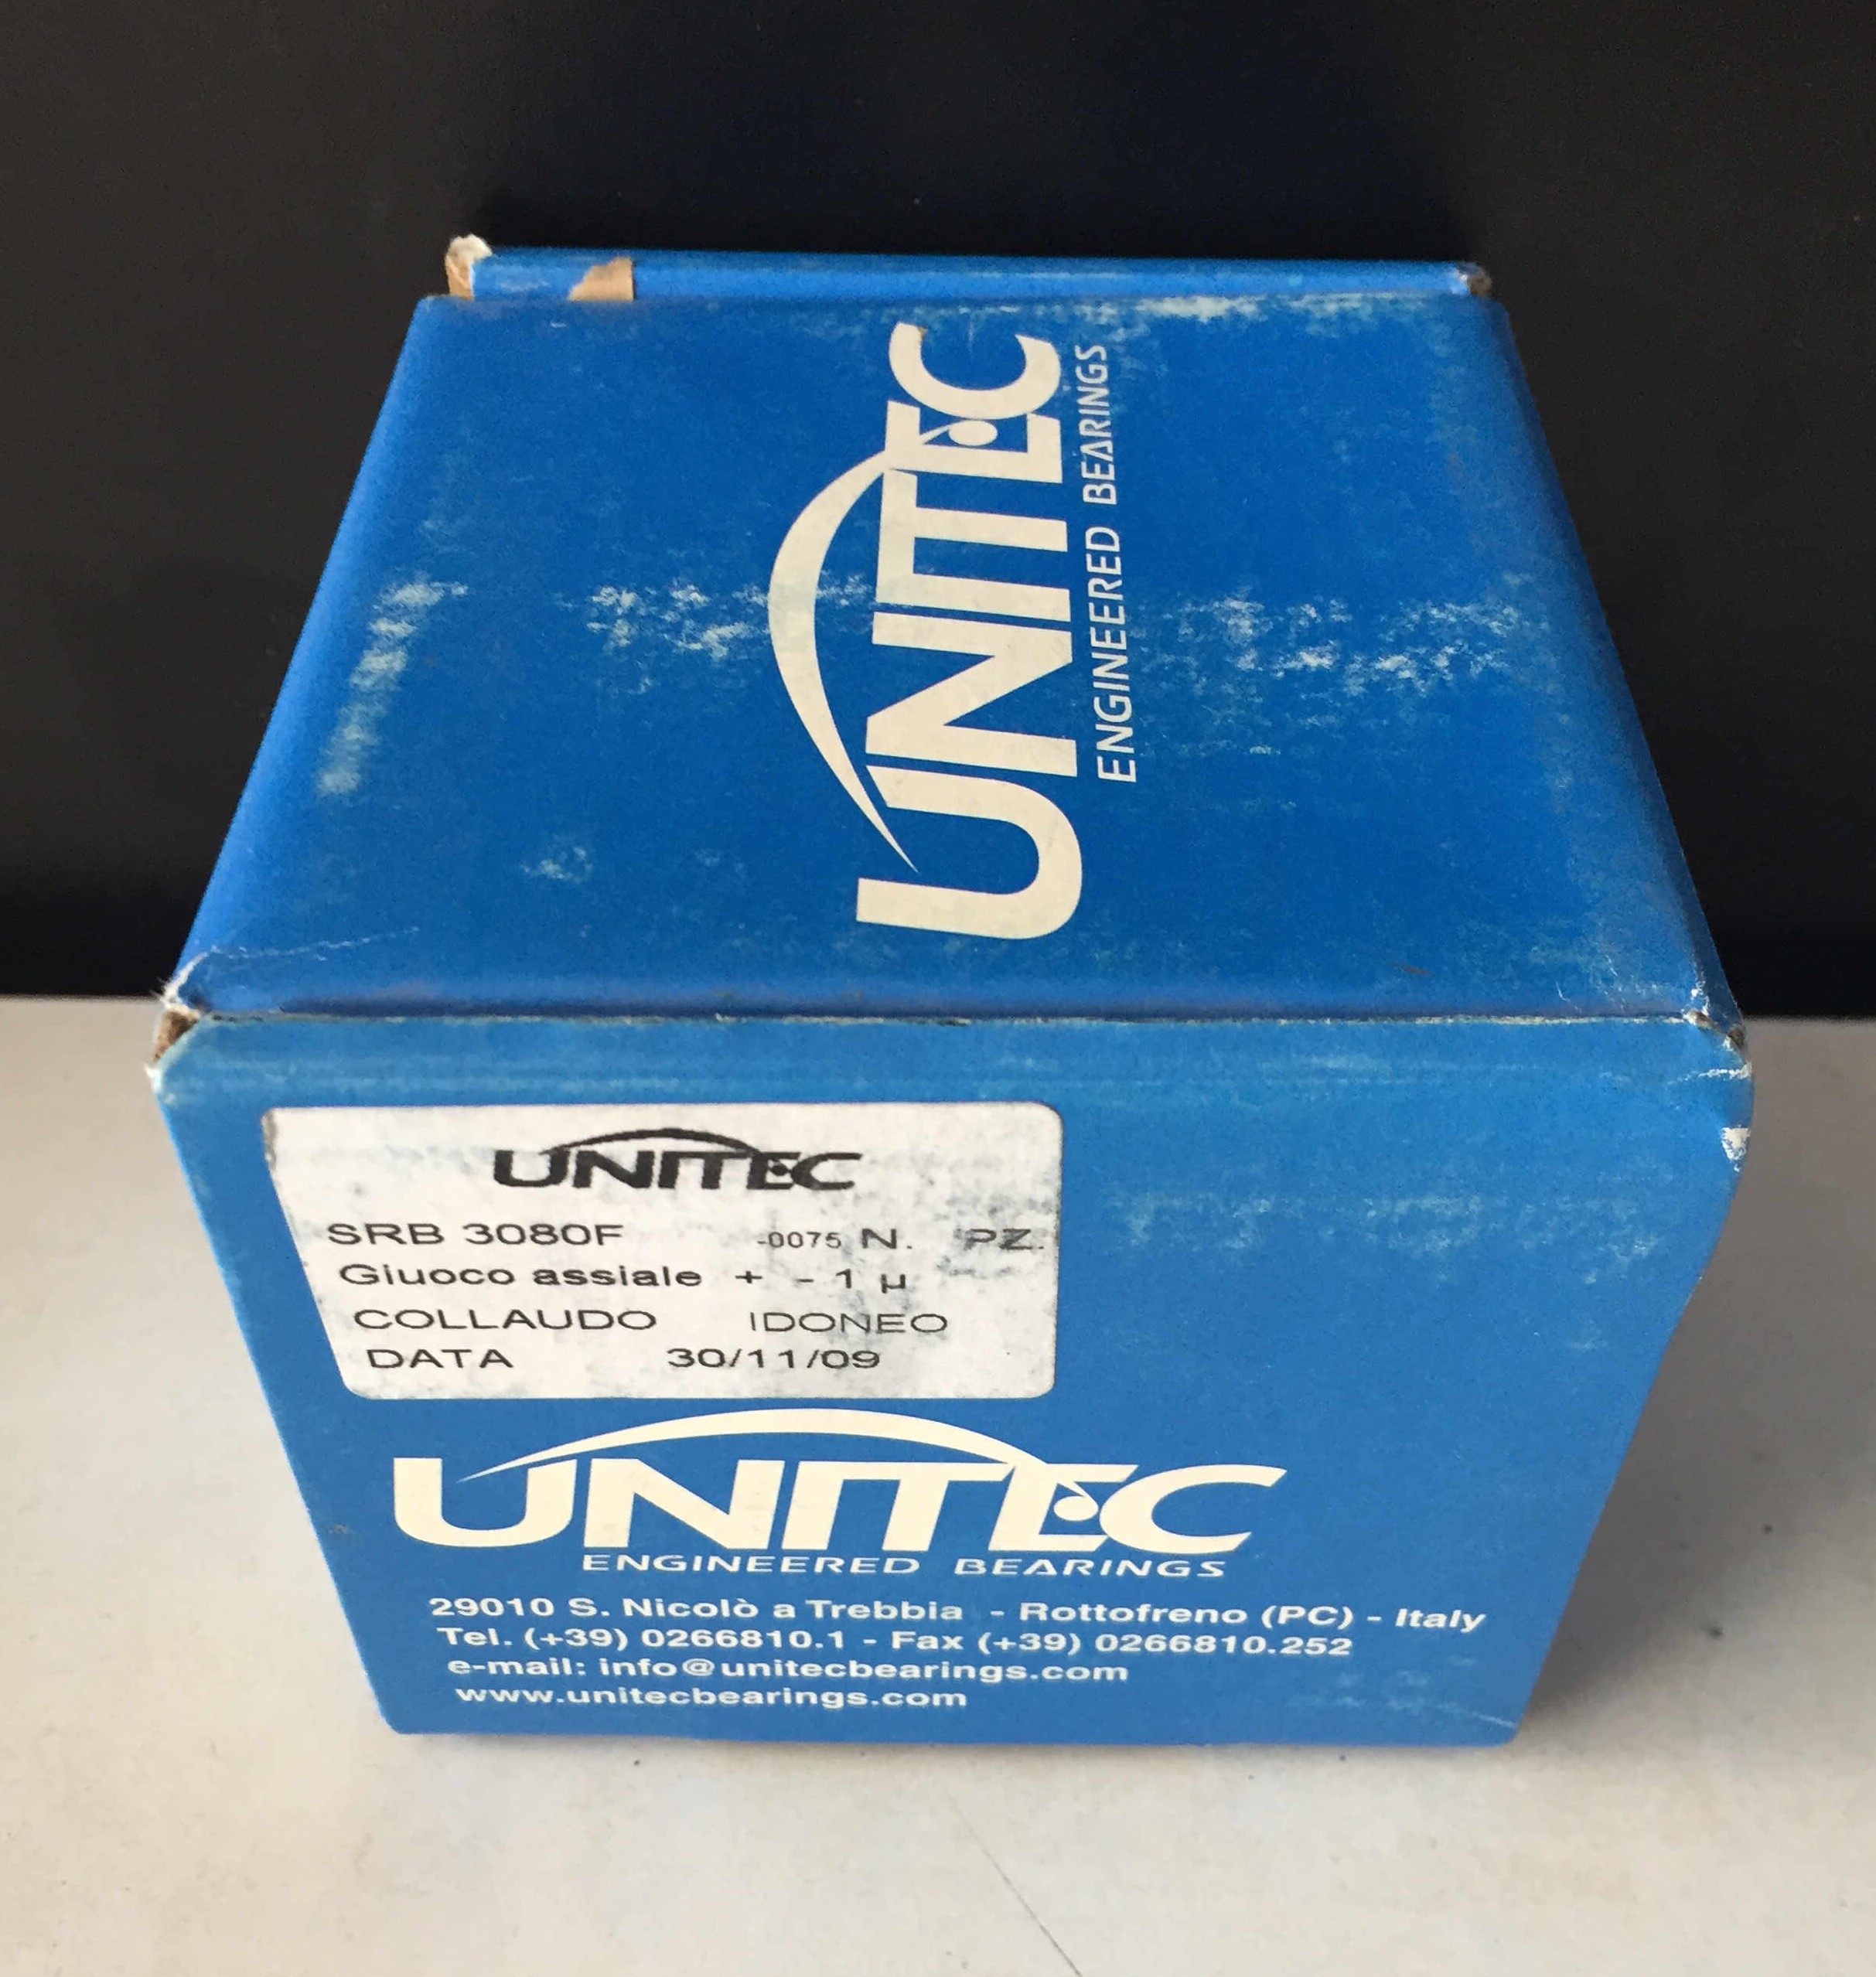 UNITEC
ENGINEERED BEARINGS
UNITEC
SRB 3080F -0075 N. PZ.
Giuoco assiale + - 1 µ
COLLAUDO IDONEO
DATA 30/11/09
UNITEC
ENGINEERED BEARINGS
29010 S. Nicolò a Trebbia - Rottofreno (PC) - Italy
Tel. (+39) 0266810.1 - Fax (+39) 0266810.252
e-mail: info@unitecbearings.com
www.unitecbearings.com